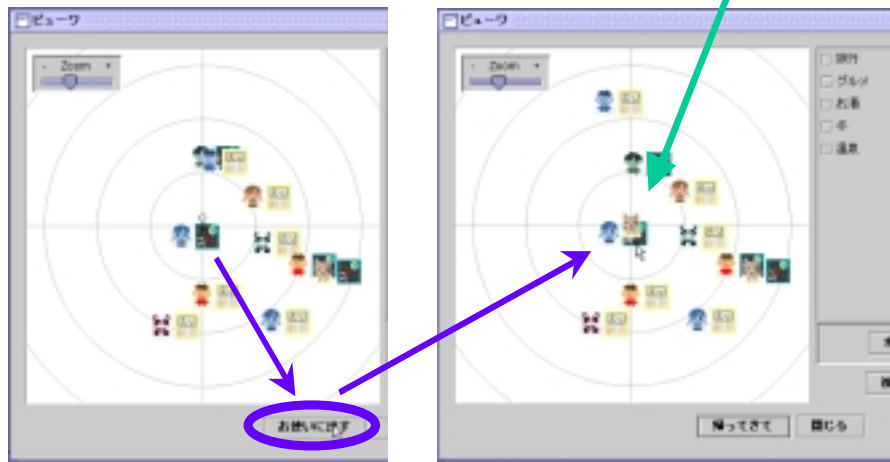 ビューワ
- Zoom +
お使いに出す
ビューワ
- Zoom +
旅行
グルメ
お酒
温泉
帰ってきて
閉じる